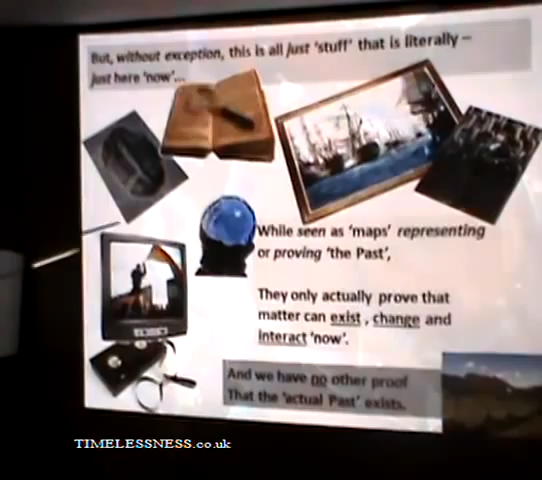 But, without exception, this is all just 'stuff' that is literally –
just here 'now'...
While seen as 'maps' representing
or proving 'the Past',
They only actually prove that
matter can exist , change and
interact 'now'.
And we have no other proof
That the 'actual Past' exists.
TIMELESSNESS.co.uk